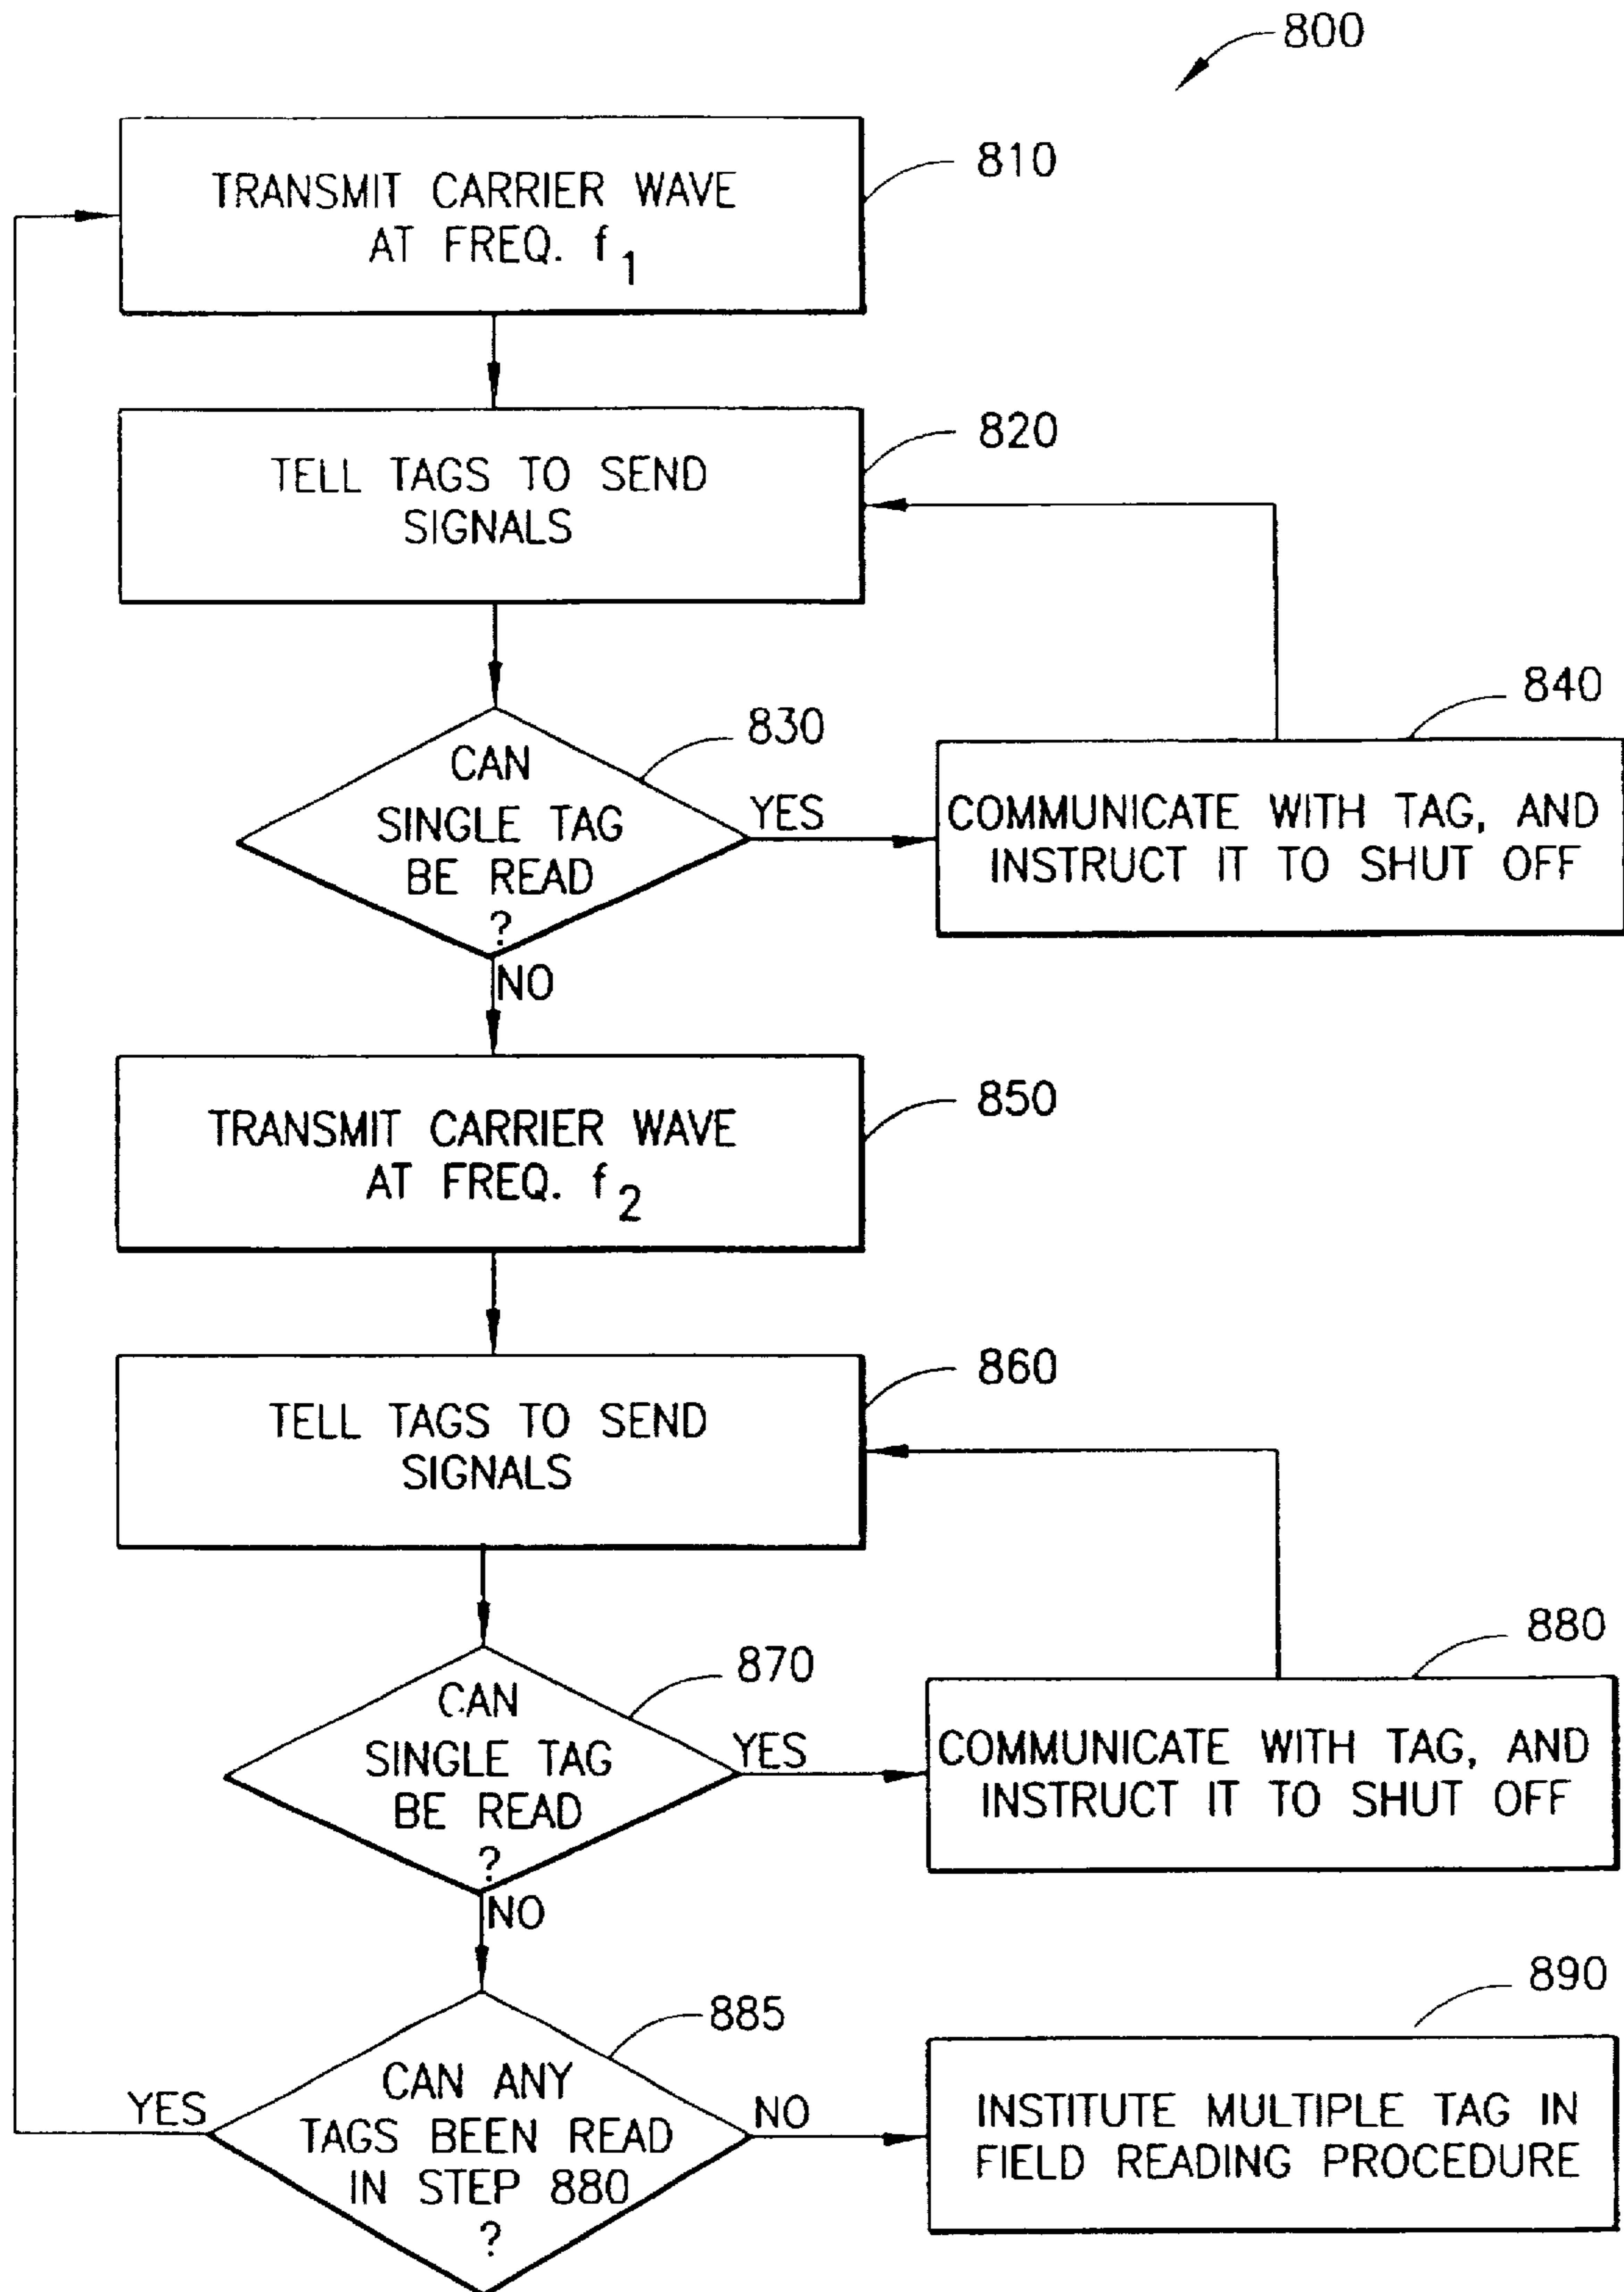 800
810
TRANSMIT CARRIER WAVE
AT FREQ. f₁
820
TELL TAGS TO SEND
SIGNALS
830
CAN
SINGLE TAG
BE READ
?
YES
840
COMMUNICATE WITH TAG, AND
INSTRUCT IT TO SHUT OFF
NO
850
TRANSMIT CARRIER WAVE
AT FREQ. f₂
860
TELL TAGS TO SEND
SIGNALS
870
CAN
SINGLE TAG
BE READ
?
YES
880
COMMUNICATE WITH TAG, AND
INSTRUCT IT TO SHUT OFF
NO
885
CAN ANY
TAGS BEEN READ
IN STEP 880
?
YES
NO
890
INSTITUTE MULTIPLE TAG IN
FIELD READING PROCEDURE